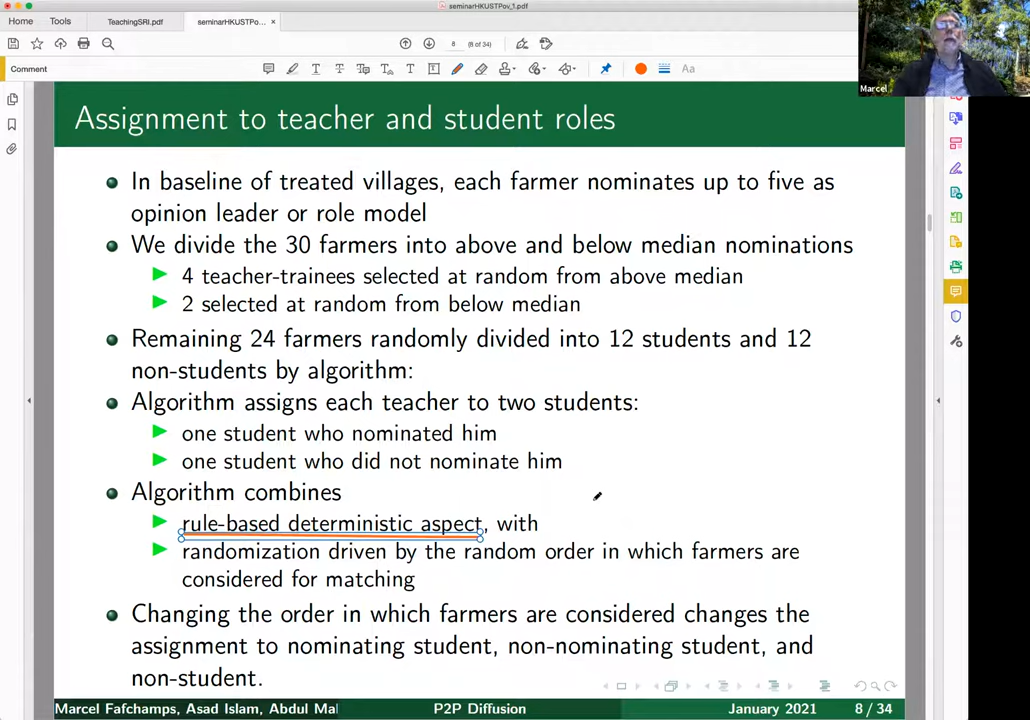 seminarHKUSTPov_1.pdf
Home Tools TeachingSRI.pdf seminarHKUSTPo... ×
8 (8 of 34)
Comment
Aa
Marcel
Assignment to teacher and student roles
In baseline of treated villages, each farmer nominates up to five as
opinion leader or role model
We divide the 30 farmers into above and below median nominations
4 teacher-trainees selected at random from above median
2 selected at random from below median
Remaining 24 farmers randomly divided into 12 students and 12
non-students by algorithm:
Algorithm assigns each teacher to two students:
one student who nominated him
one student who did not nominate him
Algorithm combines
rule-based deterministic aspect, with
randomization driven by the random order in which farmers are
considered for matching
Changing the order in which farmers are considered changes the
assignment to nominating student, non-nominating student, and
non-student.
Marcel Fafchamps, Asad Islam, Abdul Mal P2P Diffusion January 2021 8 / 34